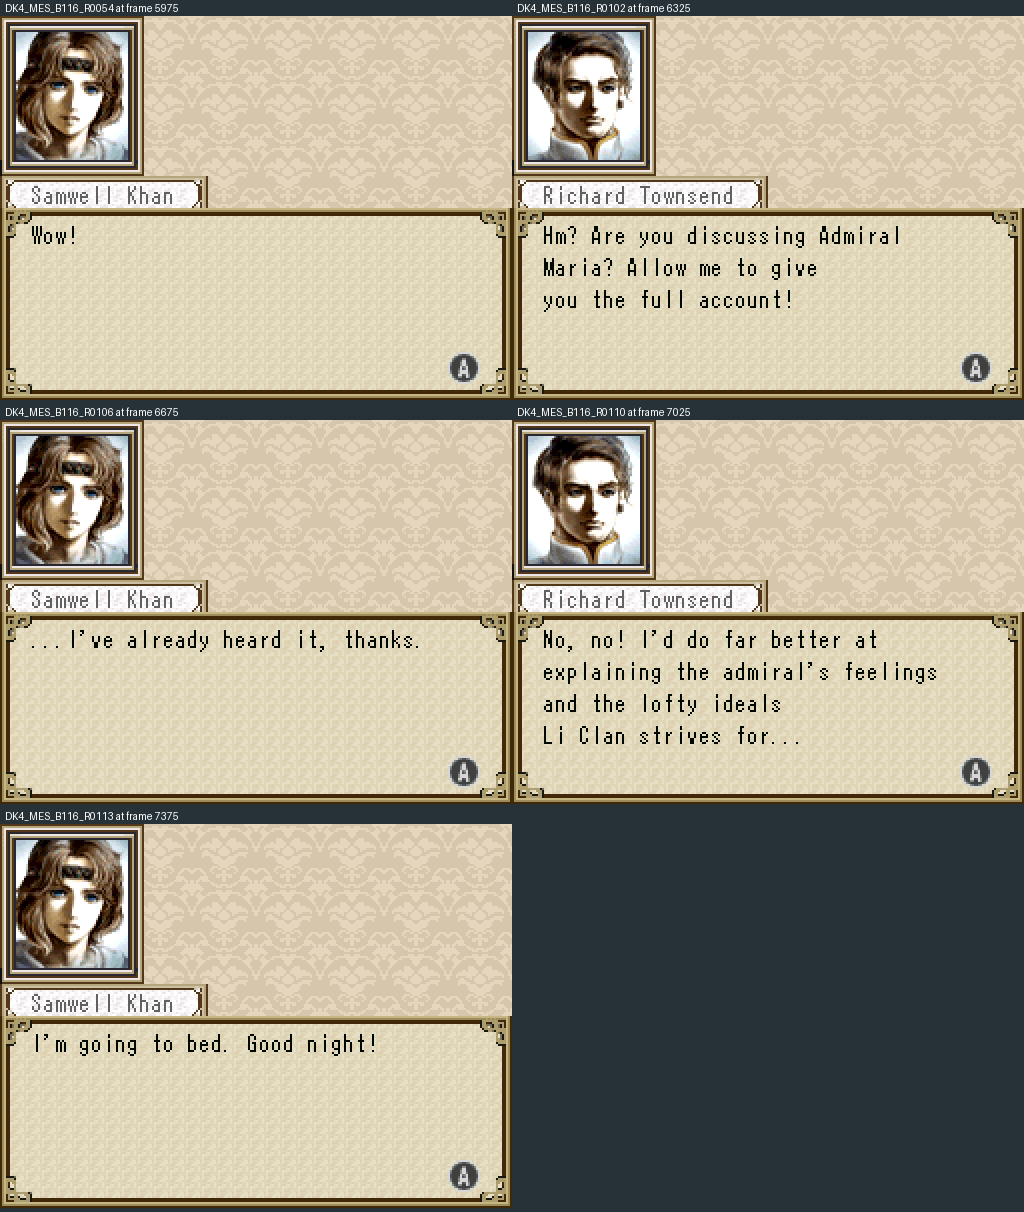 DK4_MES_B116_R0054 at frame 5975
Samwell Khan
Wow!
A
DK4_MES_B116_R0102 at frame 6325
Richard Townsend
Hm? Are you discussing Admiral
Maria? Allow me to give
you the full account!
A
DK4_MES_B116_R0106 at frame 6675
Samwell Khan
...I've already heard it, thanks.
A
DK4_MES_B116_R0110 at frame 7025
Richard Townsend
No, no! I'd do far better at
explaining the admiral's feelings
and the lofty ideals
Li Clan strives for...
A
DK4_MES_B116_R0113 at frame 7375
Samwell Khan
I'm going to bed. Good night!
A